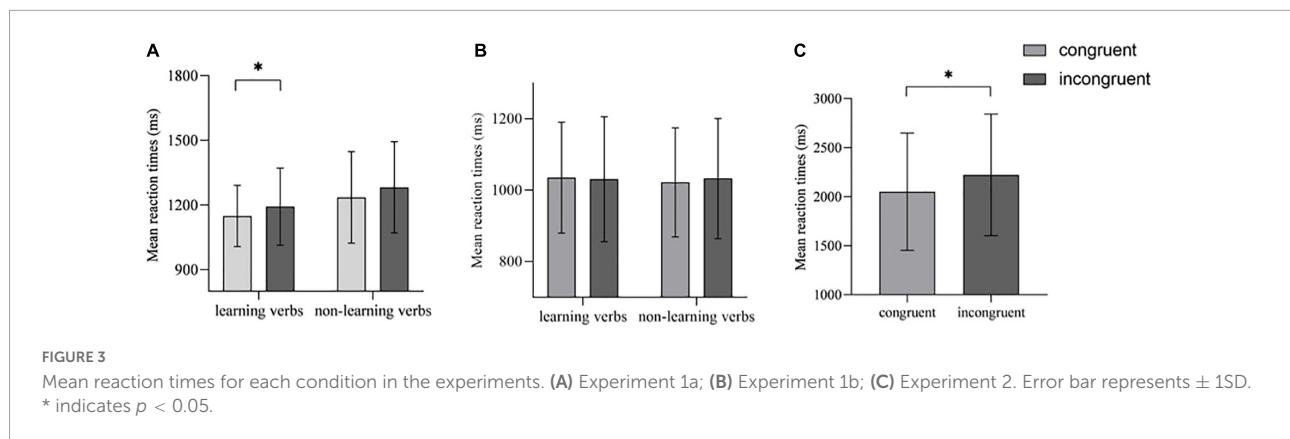 A
B
C
congruent
incongruent
*
*
Mean reaction times (ms)
1800
1500
1200
900
learning verbs
non-learning verbs
Mean reaction times (ms)
1200
1000
800
learning verbs
non-learning verbs
Mean reaction times (ms)
3000
2500
2000
1500
1000
congruent
incongruent
FIGURE 3
Mean reaction times for each condition in the experiments. (A) Experiment 1a; (B) Experiment 1b; (C) Experiment 2. Error bar represents ± 1SD.
* indicates p < 0.05.